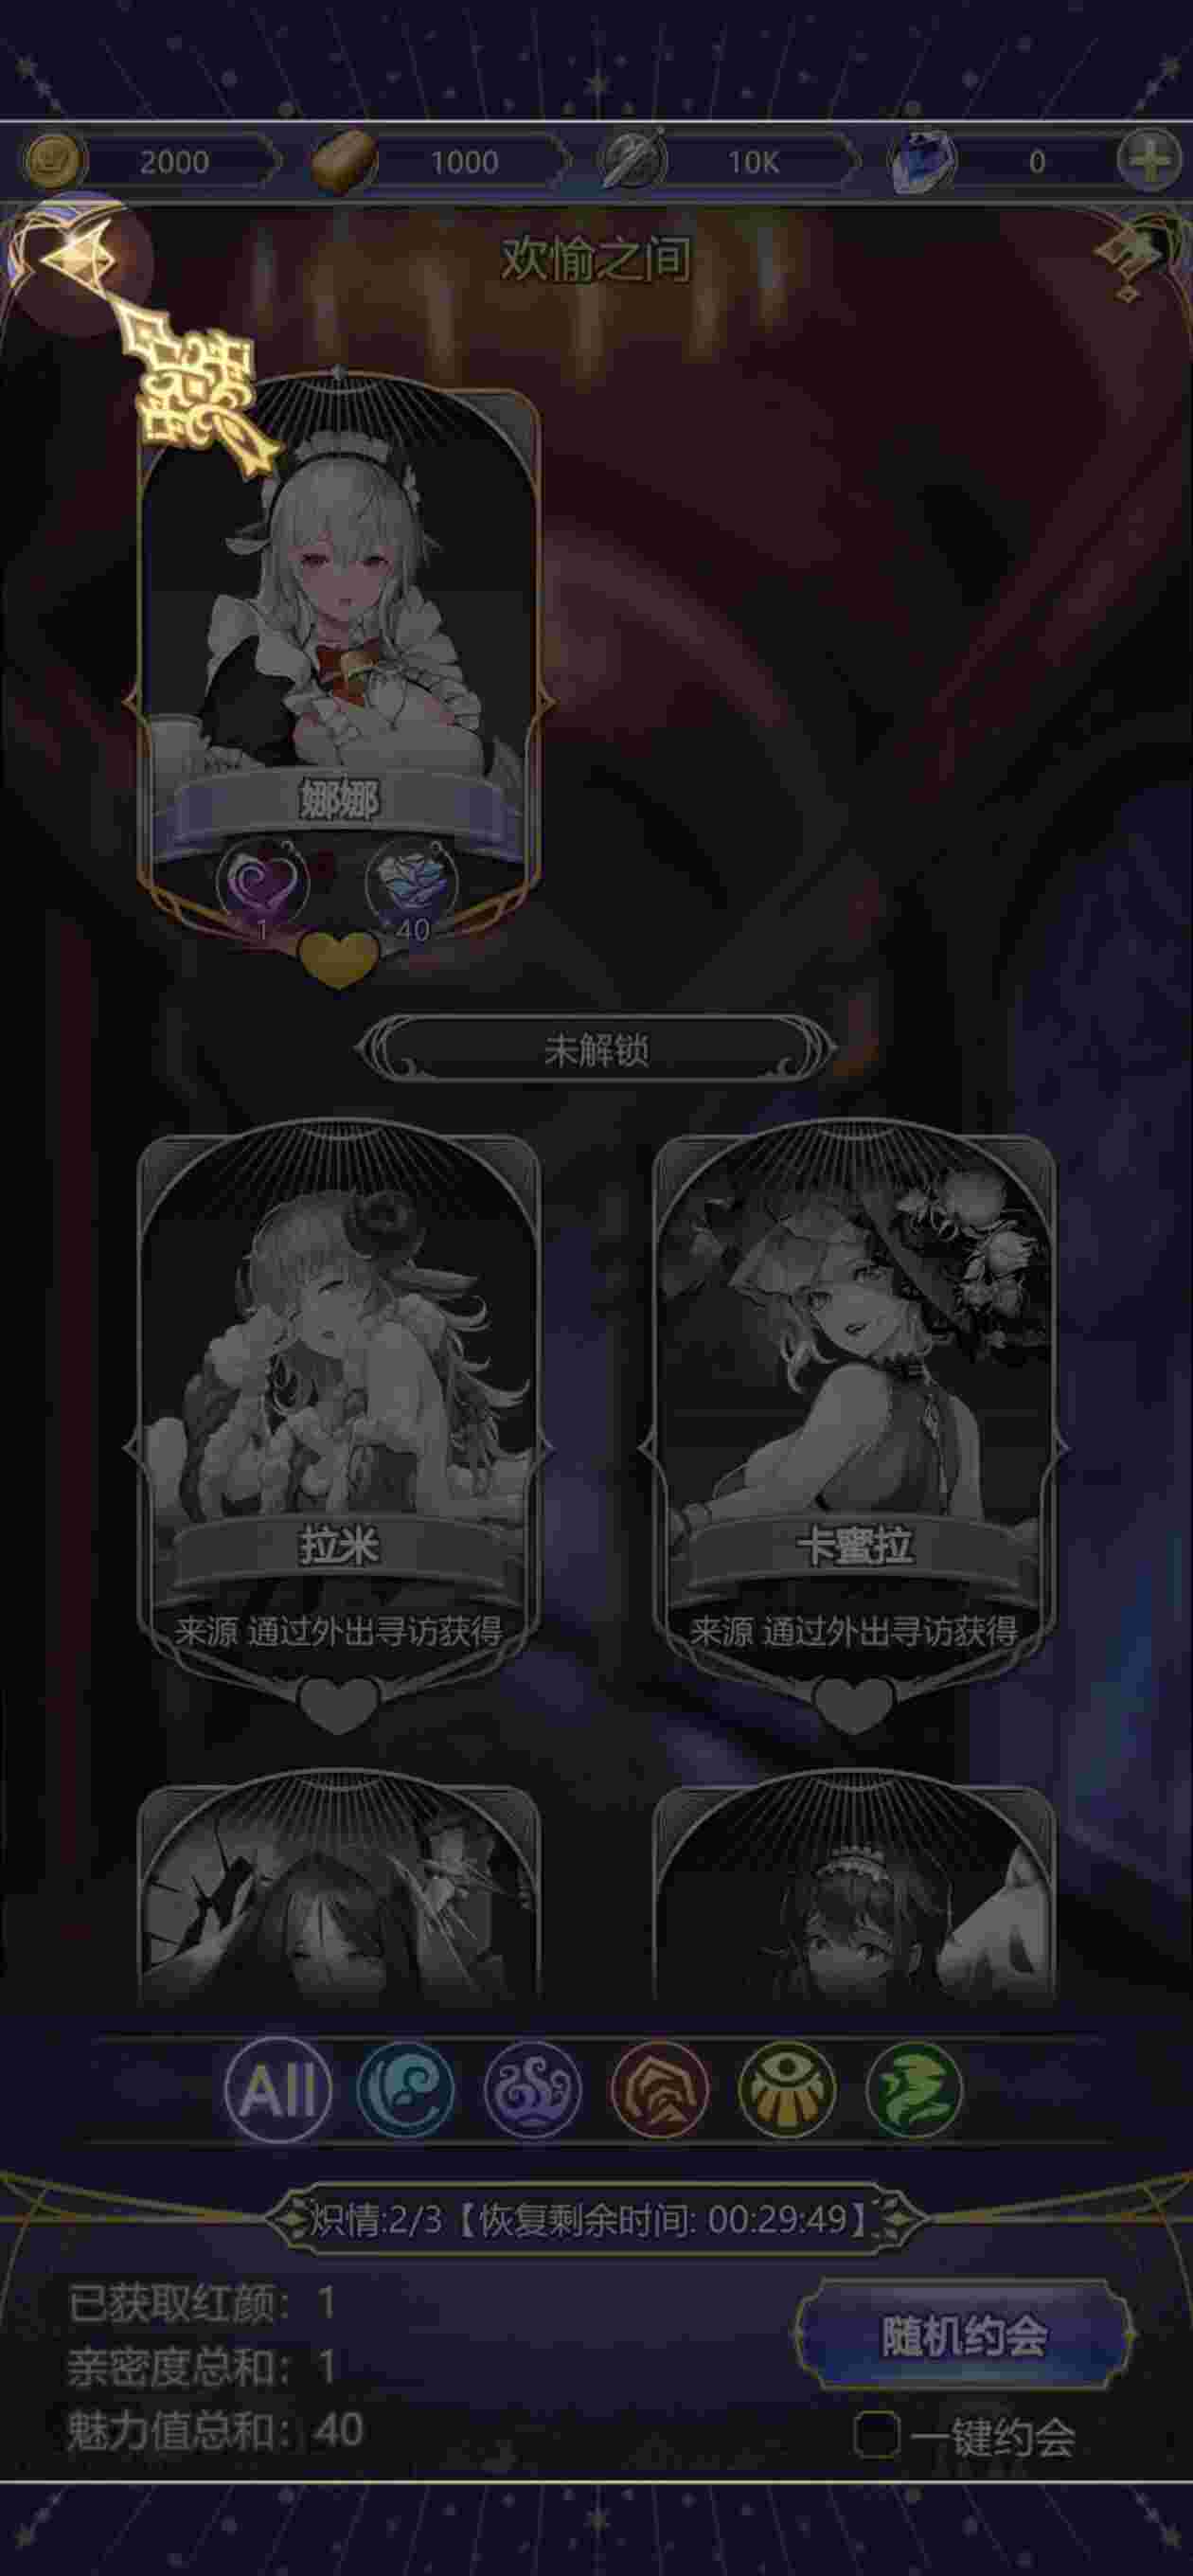 2000 1000 10K 0
欢愉之间
娜娜
1 40
未解锁
拉米 卡蜜拉
来源 通过外出寻访获得 来源 通过外出寻访获得
All
炽情:2/3【恢复剩余时间: 00:29:49】
已获取红颜: 1
随机约会
亲密度总和: 1
魅力值总和: 40
一键约会